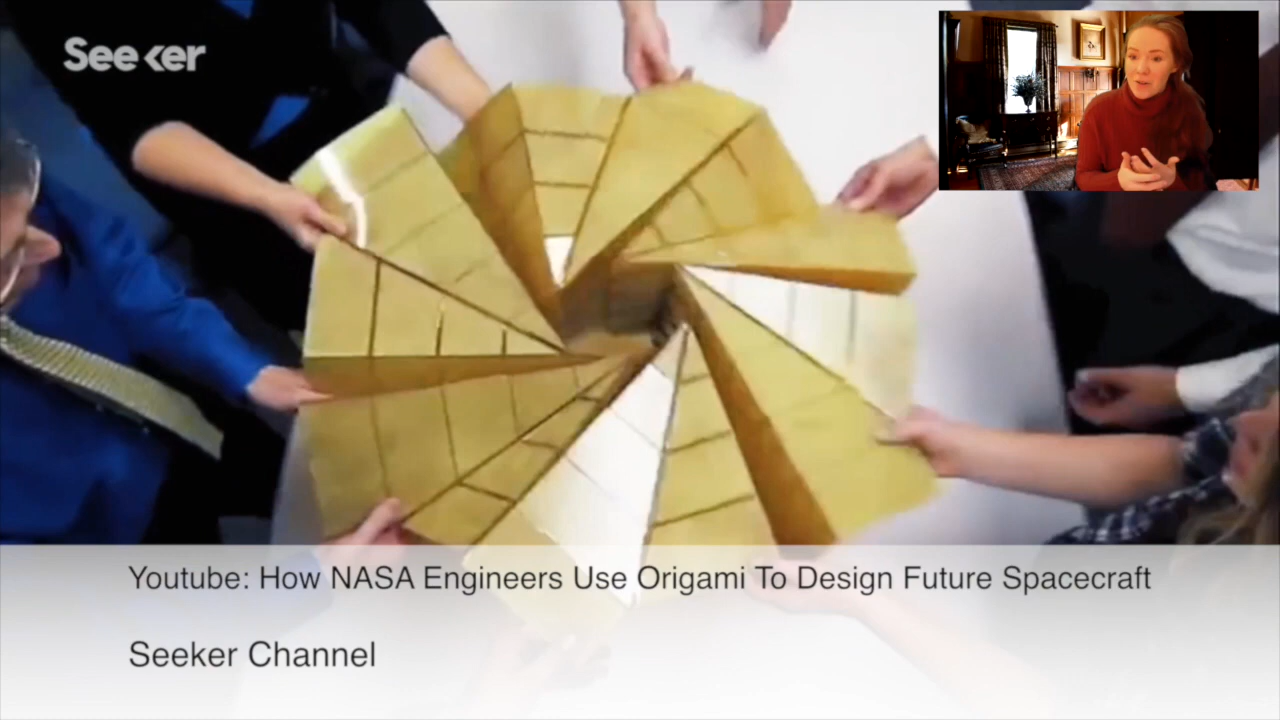 Seeker
Youtube: How NASA Engineers Use Origami To Design Future Spacecraft
Seeker Channel